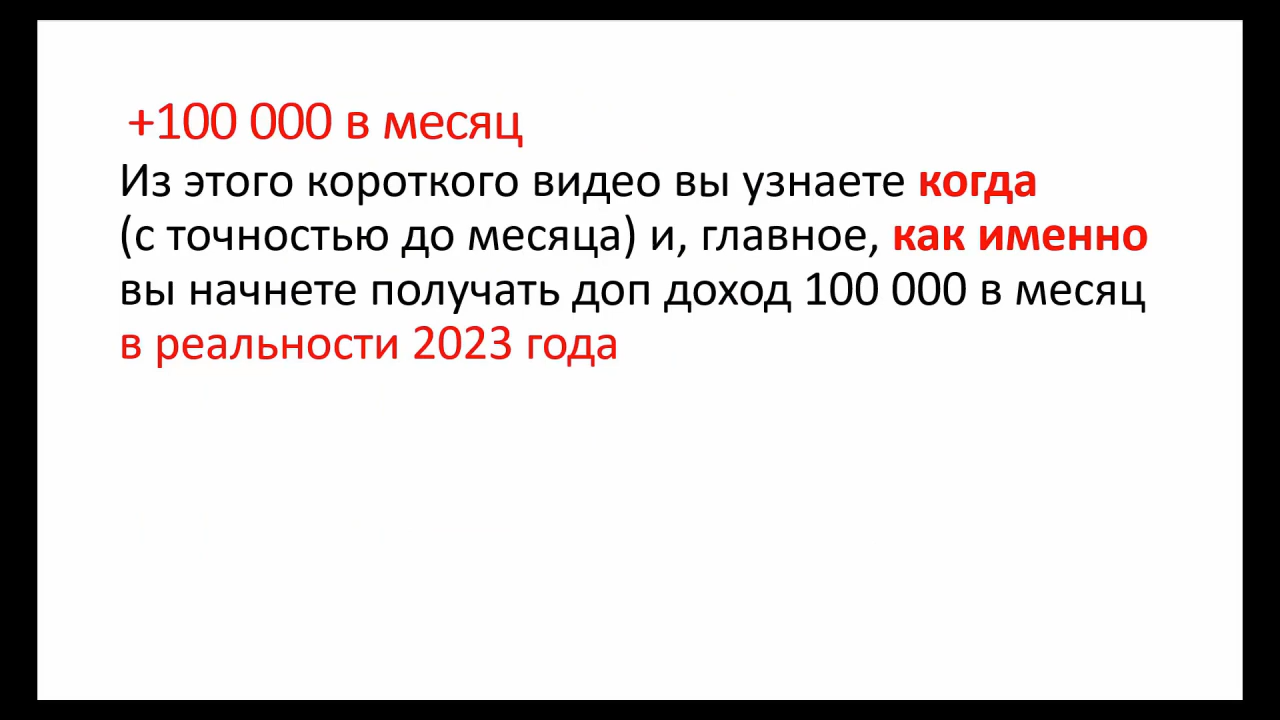 +100 000 в месяц
Из этого короткого видео вы узнаете когда
(с точностью до месяца) и, главное, как именно
вы начнете получать доп доход 100 000 в месяц
в реальности 2023 года